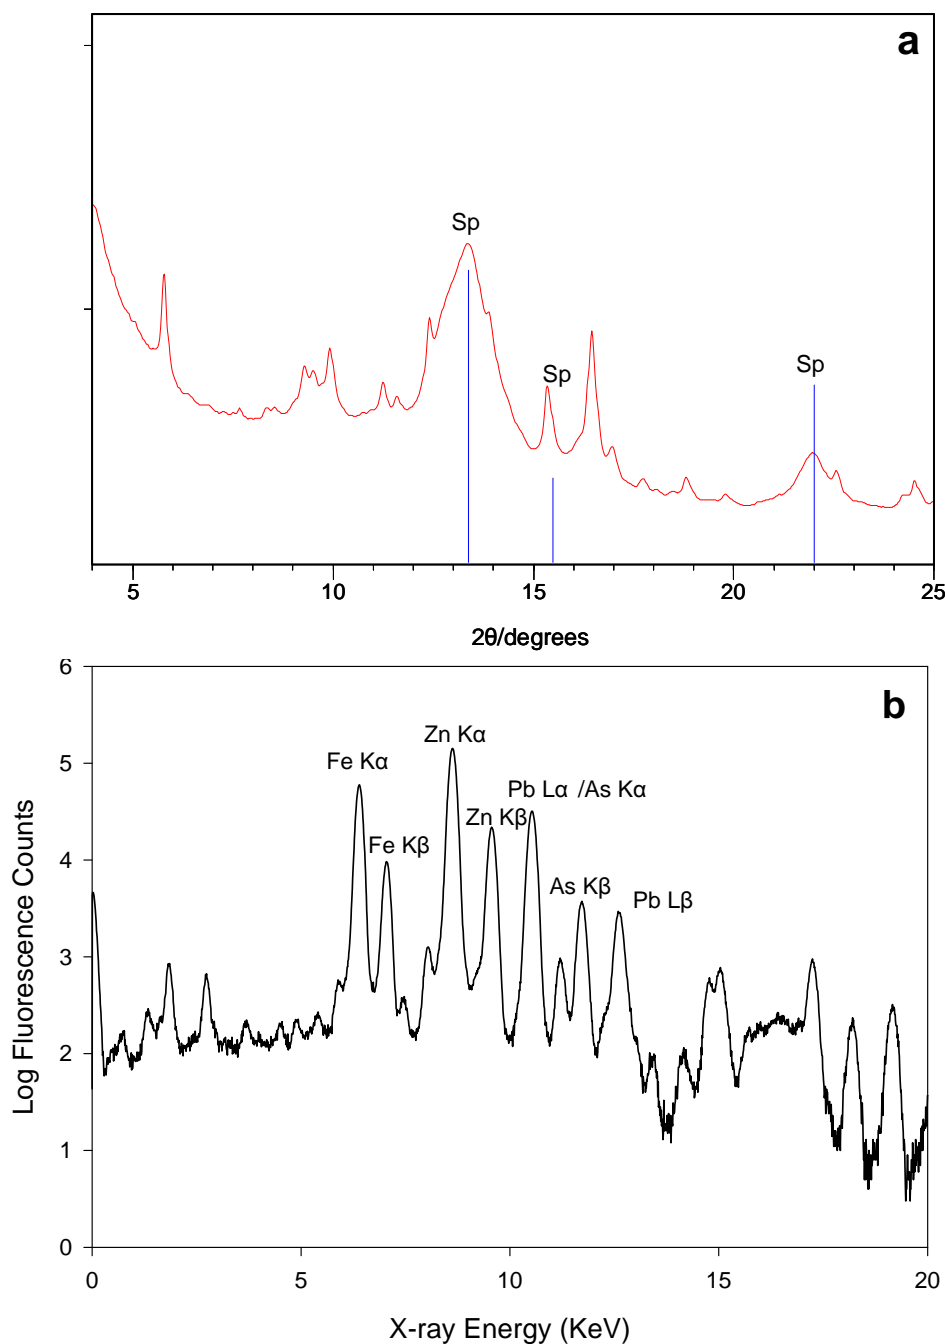 a
Sp
Sp
Sp
5
10
15
20
25
2θ/degrees
6
b
Zn Kα
Fe Kα
5
Pb Lα /As Kα
Zn Kβ
Fe Kβ
4
As Kβ
Pb Lβ
3
2
1
0
Log Fluorescence Counts
0
5
10
15
20
X-ray Energy (KeV)